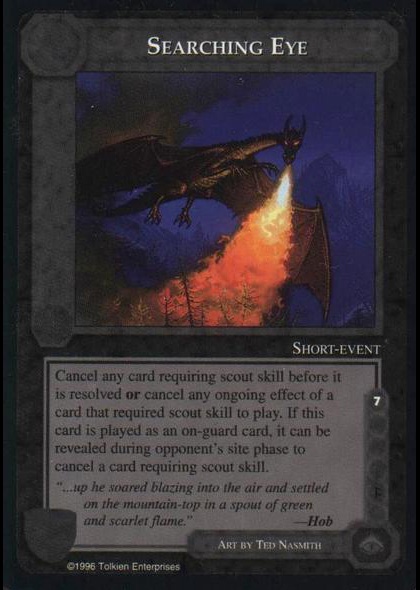 SEARCHING EYE
SHORT-EVENT
Cancel any card requiring scout skill before it
is resolved or cancel any ongoing effect of a
card that required scout skill to play. If this
card is played as an on-guard card, it can be
revealed during opponent's site phase to
cancel a card requiring scout skill.
7
"...up he soared blazing into the air and settled
on the mountain-top in a spout of green
and scarlet flame." —Hob
ART BY TED NASMITH
©1996 Tolkien Enterprises